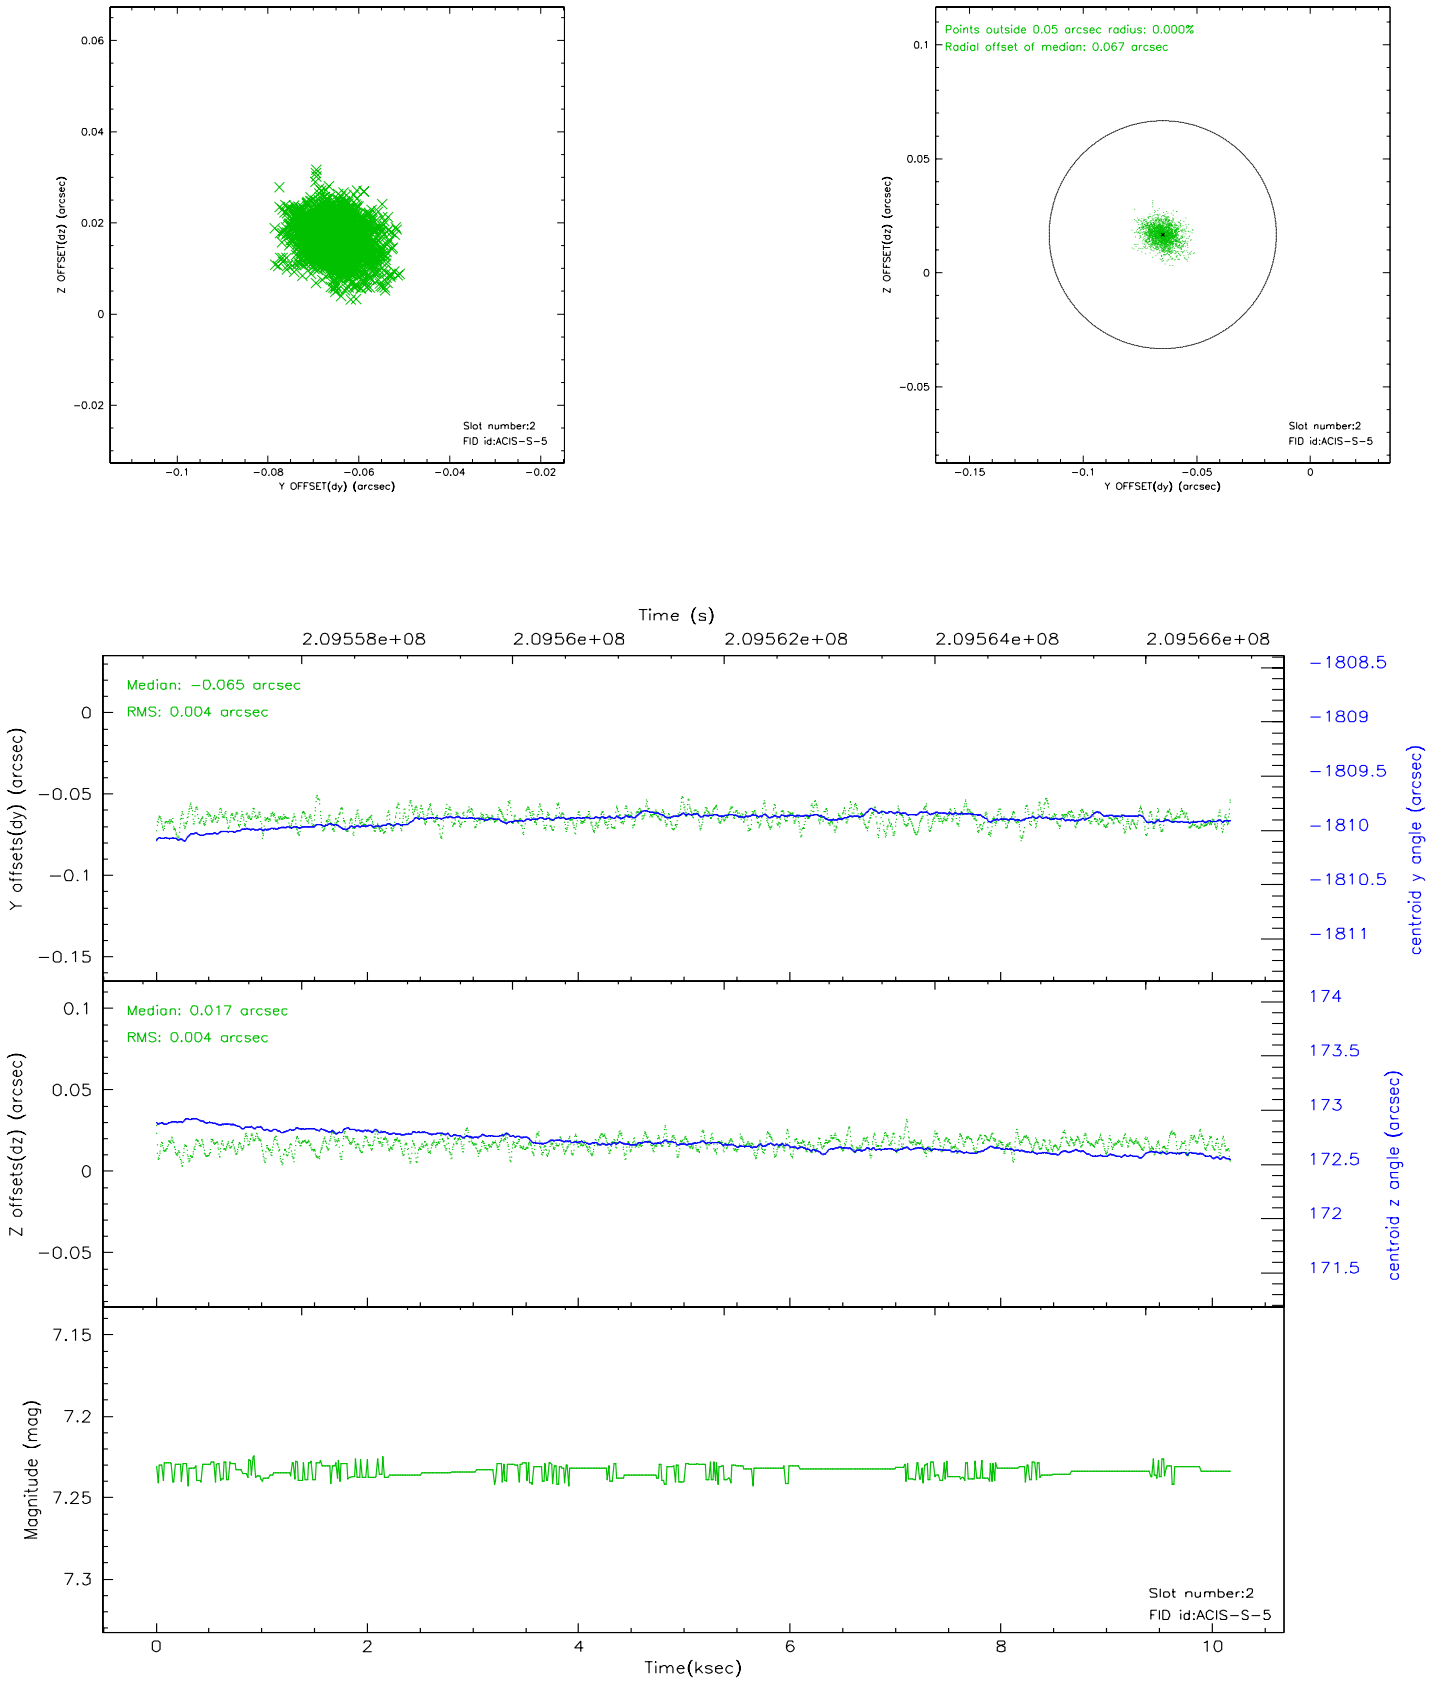 0.06
0.04
0.02
0
-0.02
Z OFFSET(dz) (arcsec)
Slot number:2
FID id:ACIS-S-5
-0.1 -0.08 -0.06 -0.04 -0.02
Y OFFSET(dy) (arcsec)
Points outside 0.05 arcsec radius: 0.000%
Radial offset of median: 0.067 arcsec
0.1
0.05
0
-0.05
Z OFFSET(dz) (arcsec)
Slot number:2
FID id:ACIS-S-5
-0.15 -0.1 -0.05 0
Y OFFSET(dy) (arcsec)
Time (s)
2.09558e+08 2.0956e+08 2.09562e+08 2.09564e+08 2.09566e+08
Median: -0.065 arcsec
RMS: 0.004 arcsec
0
-0.05
-0.1
-0.15
Y offsets(dy) (arcsec)
-1808.5
-1809
-1809.5
-1810
-1810.5
-1811
centroid y angle (arcsec)
Median: 0.017 arcsec
RMS: 0.004 arcsec
0.1
0.05
0
-0.05
Z offsets(dz) (arcsec)
174
173.5
173
172.5
172
171.5
centroid z angle (arcsec)
7.15
7.2
7.25
7.3
Magnitude (mag)
Slot number:2
FID id:ACIS-S-5
0 2 4 6 8 10
Time(ksec)